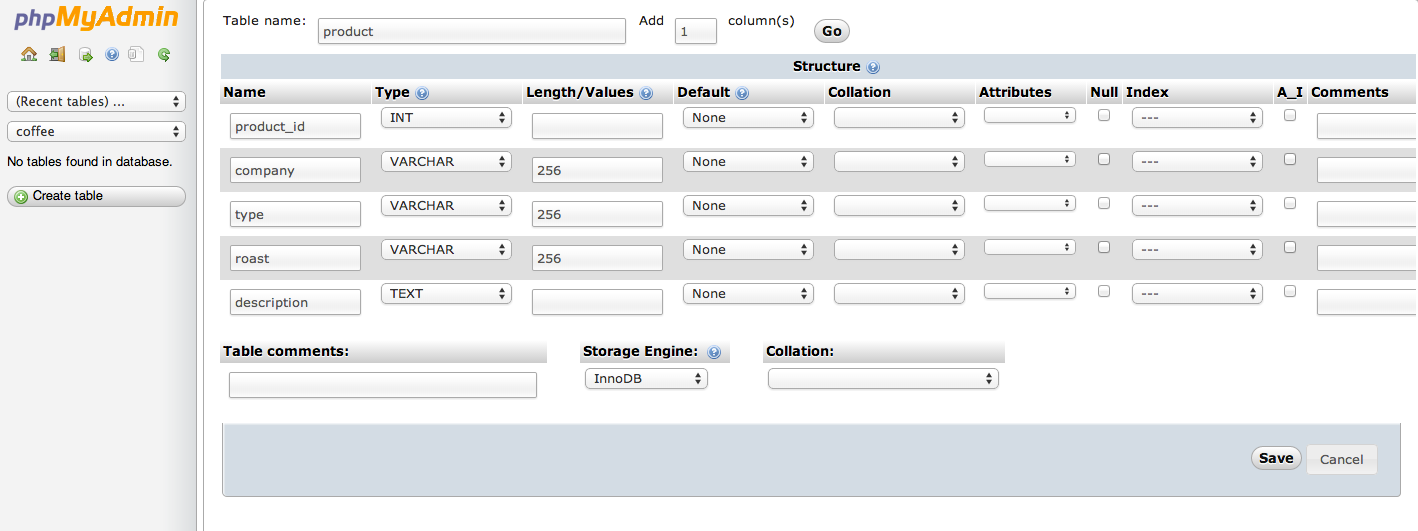 phpMyAdmin
(Recent tables) ...
coffee
No tables found in database.
Create table
Table name: product Add 1 column(s) Go
Structure
Name Type Length/Values Default Collation Attributes Null Index A_I Comments
product_id INT None ---
company VARCHAR 256 None ---
type VARCHAR 256 None ---
roast VARCHAR 256 None ---
description TEXT None ---
Table comments: Storage Engine: Collation:
InnoDB
Save Cancel